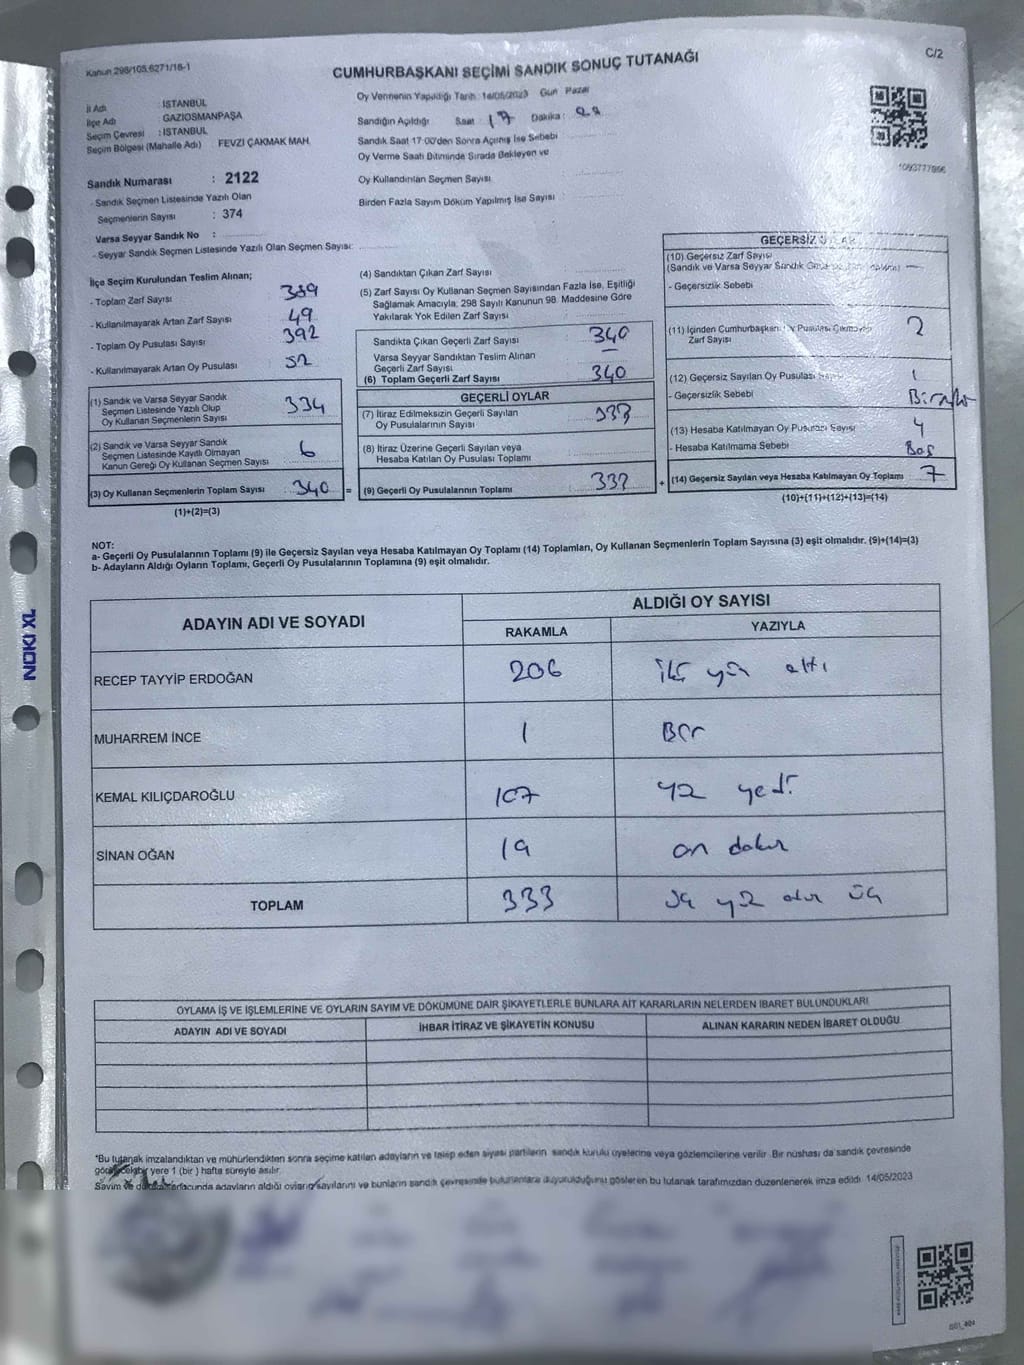 Kanun 298/105.6271/16-1
C/2
CUMHURBAŞKANI SEÇİMİ SANDIK SONUÇ TUTANAĞI
İl Adı : İSTANBUL
İlçe Adı : GAZİOSMANPAŞA
Seçim Çevresi : İSTANBUL
Seçim Bölgesi (Mahalle Adı) FEVZİ ÇAKMAK MAH.
Sandık Numarası : 2122
- Sandık Seçmen Listesinde Yazılı Olan
Seçmenlerin Sayısı : 374
Varsa Seyyar Sandık No :
- Seyyar Sandık Seçmen Listesinde Yazılı Olan Seçmen Sayısı:
Oy Vermenin Yapıldığı Tarih: 14/05/2023 Gün Pazar
Sandığın Açıldığı Saat 17 Dakika:
Sandık Saat 17:00'den Sonra Açılmış İse Sebebi
Oy Verme Saati Bitiminde Sırada Bekleyen ve
Oy Kullandırılan Seçmen Sayısı
Birden Fazla Sayım Döküm Yapılmış İse Sayısı :
İlçe Seçim Kurulundan Teslim Alınan;
- Toplam Zarf Sayısı 389
- Kullanılmayarak Artan Zarf Sayısı 49
- Toplam Oy Pusulası Sayısı 392
- Kullanılmayarak Artan Oy Pusulası 52
(1) Sandık ve Varsa Seyyar Sandık
Seçmen Listesinde Yazılı Olup
Oy Kullanan Seçmenlerin Sayısı 334
(2) Sandık ve Varsa Seyyar Sandık
Seçmen Listesinde Kayıtlı Olmayan
Kanun Gereği Oy Kullanan Seçmen Sayısı 6
(3) Oy Kullanan Seçmenlerin Toplam Sayısı 340 =
(1)+(2)=(3)
(4) Sandıktan Çıkan Zarf Sayısı
(5) Zarf Sayısı Oy Kullanan Seçmen Sayısından Fazla İse, Eşitliği
Sağlamak Amacıyla; 298 Sayılı Kanunun 98. Maddesine Göre
Yakılarak Yok Edilen Zarf Sayısı
Sandıkta Çıkan Geçerli Zarf Sayısı 340
Varsa Seyyar Sandıktan Teslim Alınan
Geçerli Zarf Sayısı
(6) Toplam Geçerli Zarf Sayısı 340
GEÇERLİ OYLAR
(7) İtiraz Edilmeksizin Geçerli Sayılan
Oy Pusulalarının Sayısı 333
(8) İtiraz Üzerine Geçerli Sayılan veya
Hesaba Katılan Oy Pusulası Toplamı
(9) Geçerli Oy Pusulalarının Toplamı 333 +
GEÇERSİZ OYLAR
(10) Geçersiz Zarf Sayısı
(Sandık ve Varsa Seyyar Sandık
- Geçersizlik Sebebi
(11) İçinden Cumhurbaşkanı Oy Pusulası Çıkmayan
Zarf Sayısı 2
(12) Geçersiz Sayılan Oy Pusulası Sayısı 1
- Geçersizlik Sebebi
(13) Hesaba Katılmayan Oy Pusulası Sayısı 4
- Hesaba Katılmama Sebebi Boş
(14) Geçersiz Sayılan veya Hesaba Katılmayan Oy Toplamı 7
(10)+(11)+(12)+(13)=(14)
NOT:
a- Geçerli Oy Pusulalarının Toplamı (9) ile Geçersiz Sayılan veya Hesaba Katılmayan Oy Toplamı (14) Toplamları, Oy Kullanan Seçmenlerin Toplam Sayısına (3) eşit olmalıdır. (9)+(14)=(3)
b- Adayların Aldığı Oyların Toplamı, Geçerli Oy Pusulalarının Toplamına (9) eşit olmalıdır.
ADAYIN ADI VE SOYADI
ALDIĞI OY SAYISI
RAKAMLA YAZIYLA
RECEP TAYYİP ERDOĞAN 206 iki yüz altı
MUHARREM İNCE 1 Bir
KEMAL KILIÇDAROĞLU 107 yüz yedi
SİNAN OĞAN 19 on dokuz
TOPLAM 333 üç yüz otuz üç
OYLAMA İŞ VE İŞLEMLERİNE VE OYLARIN SAYIM VE DÖKÜMÜNE DAİR ŞİKAYETLERLE BUNLARA AİT KARARLARIN NELERDEN İBARET BULUNDUKLARI
ADAYIN ADI VE SOYADI İHBAR İTİRAZ VE ŞİKAYETİN KONUSU ALINAN KARARIN NEDEN İBARET OLDUĞU
*Bu tutanak imzalandıktan ve mühürlendikten sonra seçime katılan adayların ve talep eden siyasi partilerin sandık kurulu üyelerine veya gözlemcilerine verilir. Bir nüshası da sandık çevresinde
görülecek bir yere 1 (bir) hafta süreyle asılır.
Sayım ve döküm sonucunda adayların aldığı oyların sayılarını ve bunların sandık çevresinde bulunanlara duyurulduğunu gösteren bu tutanak tarafımızdan düzenlenerek imza edildi. 14/05/2023
NOKI XL